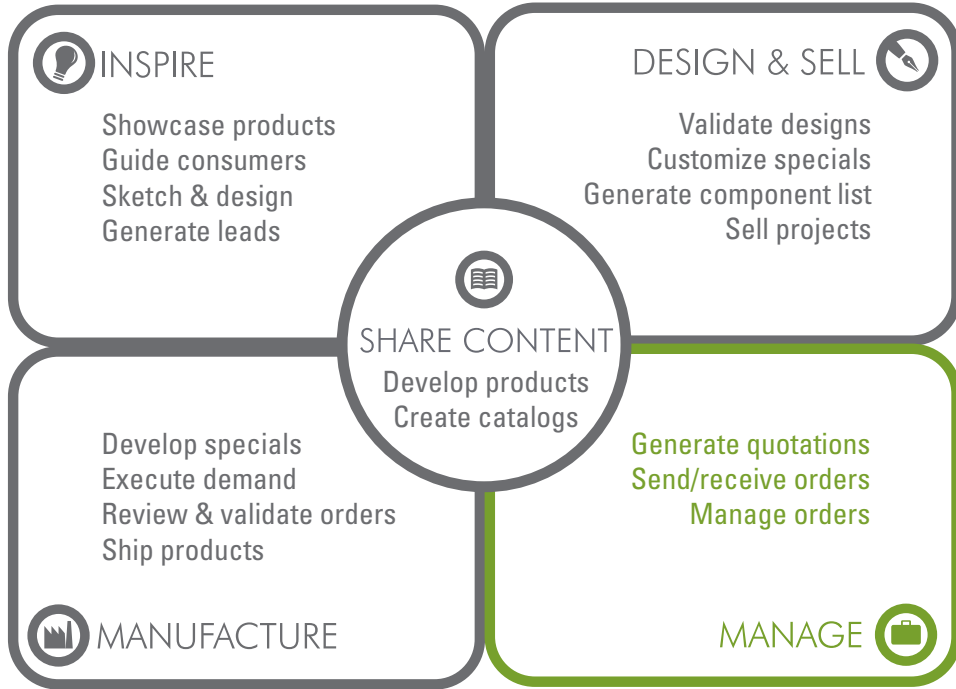 INSPIRE
Showcase products
Guide consumers
Sketch & design
Generate leads
DESIGN & SELL
Validate designs
Customize specials
Generate component list
Sell projects
SHARE CONTENT
Develop products
Create catalogs
Develop specials
Execute demand
Review & validate orders
Ship products
MANUFACTURE
Generate quotations
Send/receive orders
Manage orders
MANAGE